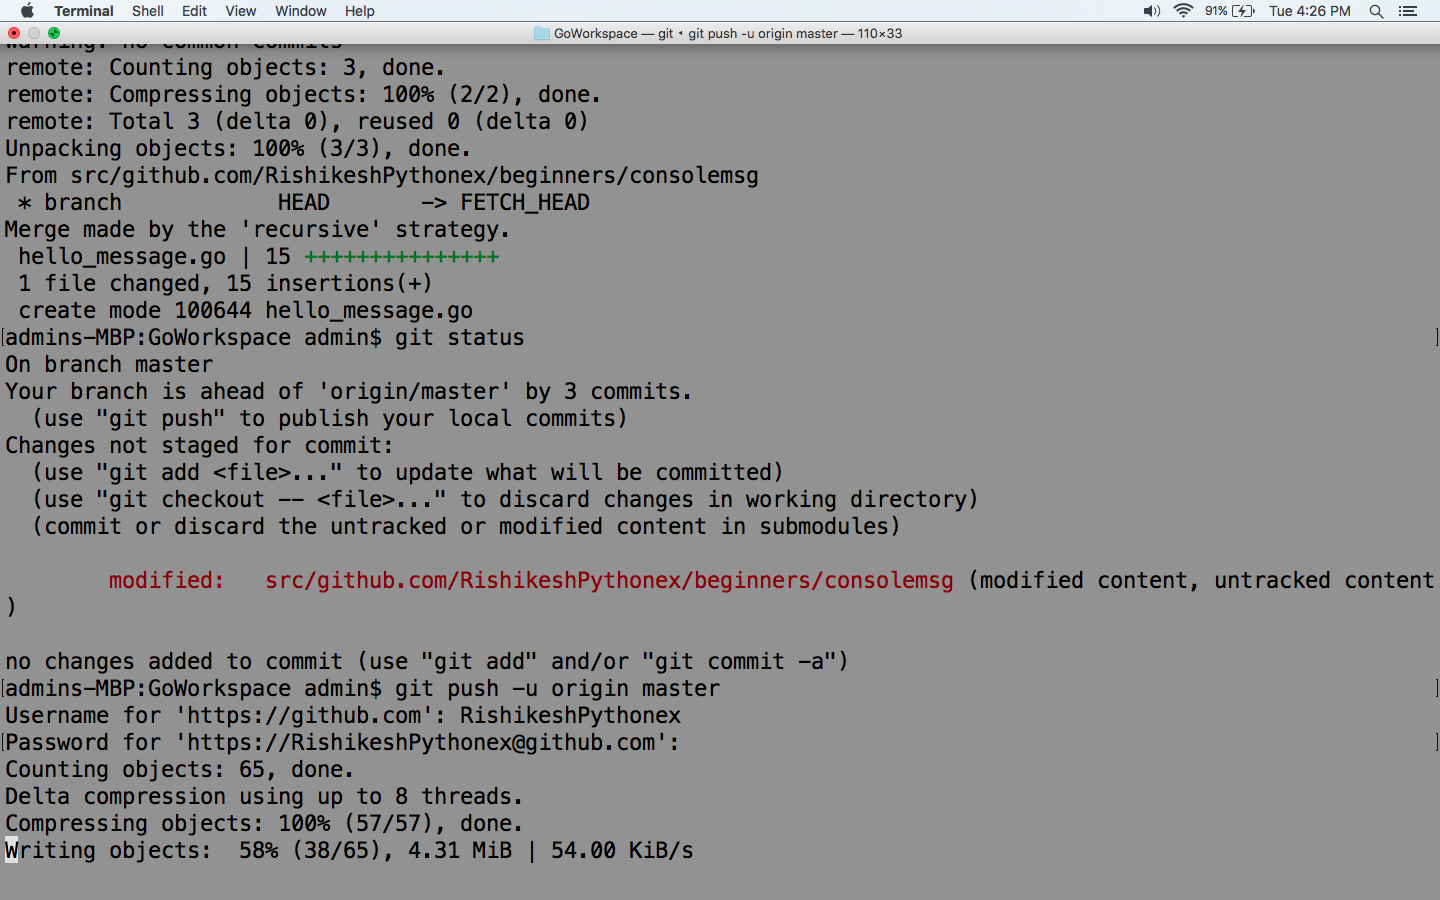 Terminal Shell Edit View Window Help 91% Tue 4:26 PM
GoWorkspace — git • git push -u origin master — 110×33
warning: no common commits
remote: Counting objects: 3, done.
remote: Compressing objects: 100% (2/2), done.
remote: Total 3 (delta 0), reused 0 (delta 0)
Unpacking objects: 100% (3/3), done.
From src/github.com/RishikeshPythonex/beginners/consolemsg
 * branch            HEAD       -> FETCH_HEAD
Merge made by the 'recursive' strategy.
 hello_message.go | 15 +++++++++++++++
 1 file changed, 15 insertions(+)
 create mode 100644 hello_message.go
[admins-MBP:GoWorkspace admin$ git status ]
On branch master
Your branch is ahead of 'origin/master' by 3 commits.
  (use "git push" to publish your local commits)
Changes not staged for commit:
  (use "git add <file>..." to update what will be committed)
  (use "git checkout -- <file>..." to discard changes in working directory)
  (commit or discard the untracked or modified content in submodules)
        modified:   src/github.com/RishikeshPythonex/beginners/consolemsg (modified content, untracked content
)
no changes added to commit (use "git add" and/or "git commit -a")
[admins-MBP:GoWorkspace admin$ git push -u origin master ]
Username for 'https://github.com': RishikeshPythonex
[Password for 'https://RishikeshPythonex@github.com': ]
Counting objects: 65, done.
Delta compression using up to 8 threads.
Compressing objects: 100% (57/57), done.
Writing objects:  58% (38/65), 4.31 MiB | 54.00 KiB/s